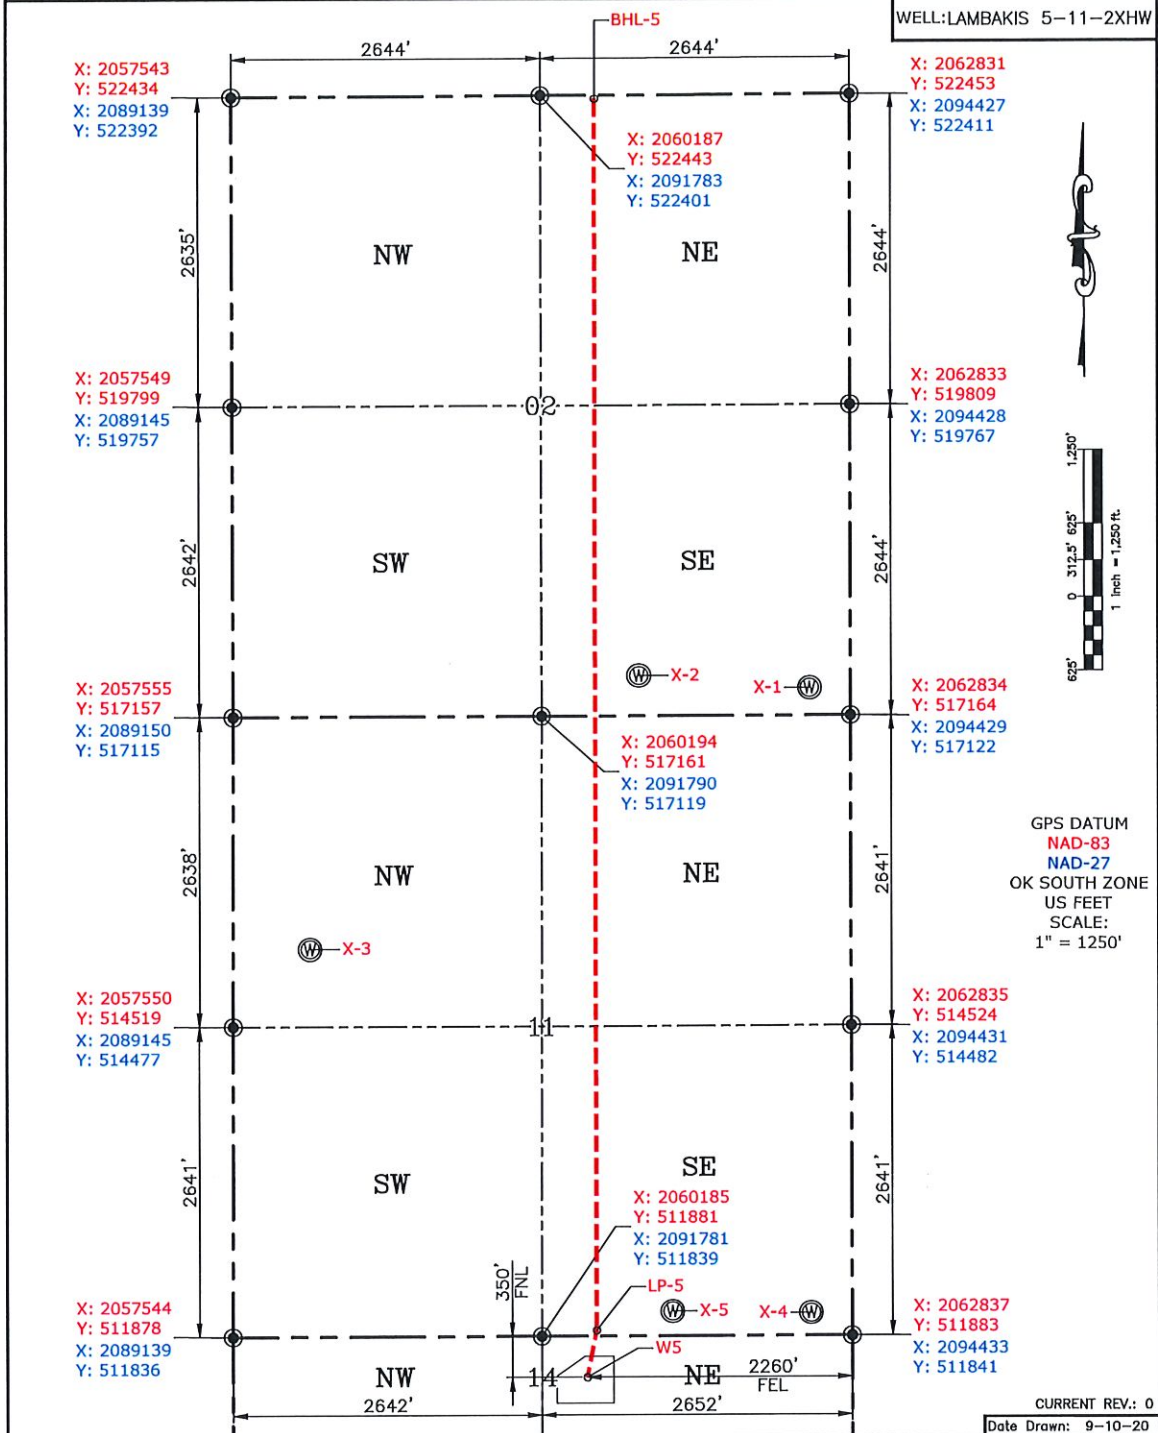 WELL: LAMBAKIS 5-11-2XHW
BHL-5
2644'
2644'
X: 2057543
Y: 522434
X: 2089139
Y: 522392
X: 2062831
Y: 522453
X: 2094427
Y: 522411
X: 2060187
Y: 522443
X: 2091783
Y: 522401
2635'
NW
NE
2644'
X: 2057549
Y: 519799
X: 2089145
Y: 519757
02
X: 2062833
Y: 519809
X: 2094428
Y: 519767
1,250'
625'
312.5'
0
625'
1 inch = 1,250 ft.
2642'
SW
SE
2644'
X-2
X-1
X: 2057555
Y: 517157
X: 2089150
Y: 517115
X: 2062834
Y: 517164
X: 2094429
Y: 517122
X: 2060194
Y: 517161
X: 2091790
Y: 517119
GPS DATUM
NAD-83
NAD-27
OK SOUTH ZONE
US FEET
SCALE:
1" = 1250'
2638'
NW
NE
2641'
X-3
X: 2057550
Y: 514519
X: 2089145
Y: 514477
11
X: 2062835
Y: 514524
X: 2094431
Y: 514482
2641'
SW
SE
2641'
X: 2060185
Y: 511881
X: 2091781
Y: 511839
350'
FNL
LP-5
X-5
X-4
X: 2057544
Y: 511878
X: 2089139
Y: 511836
X: 2062837
Y: 511883
X: 2094433
Y: 511841
W5
NW
14
NE
2260'
FEL
2642'
2652'
CURRENT REV.: 0
Date Drawn: 9-10-20